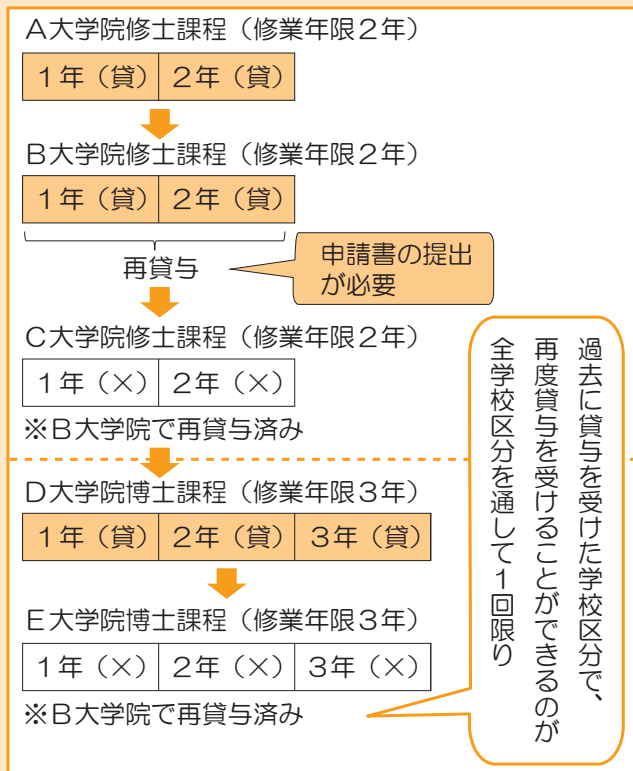 A大学院修士課程（修業年限2年）
1年（貸） 2年（貸）
B大学院修士課程（修業年限2年）
1年（貸） 2年（貸）
再貸与
申請書の提出
が必要
C大学院修士課程（修業年限2年）
1年（×） 2年（×）
※B大学院で再貸与済み
D大学院博士課程（修業年限3年）
1年（貸） 2年（貸） 3年（貸）
E大学院博士課程（修業年限3年）
1年（×） 2年（×） 3年（×）
※B大学院で再貸与済み
過去に貸与を受けた学校区分で、
再度貸与を受けることができるのが
全学校区分を通して1回限り